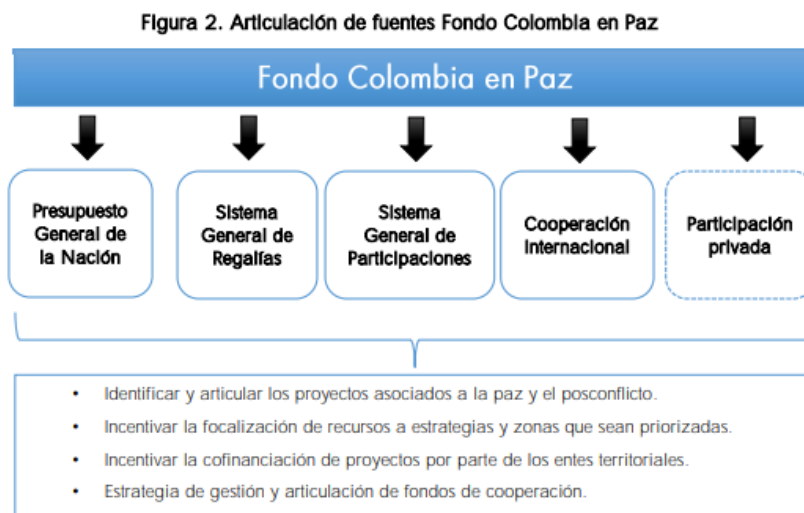 Figura 2. Articulación de fuentes Fondo Colombia en Paz
Fondo Colombia en Paz
Presupuesto
General de
la Nación
Sistema
General de
Regalías
Sistema
General de
Participaciones
Cooperación
Internacional
Participación
privada
• Identificar y articular los proyectos asociados a la paz y el posconflicto.
• Incentivar la focalización de recursos a estrategias y zonas que sean priorizadas.
• Incentivar la cofinanciación de proyectos por parte de los entes territoriales.
• Estrategia de gestión y articulación de fondos de cooperación.